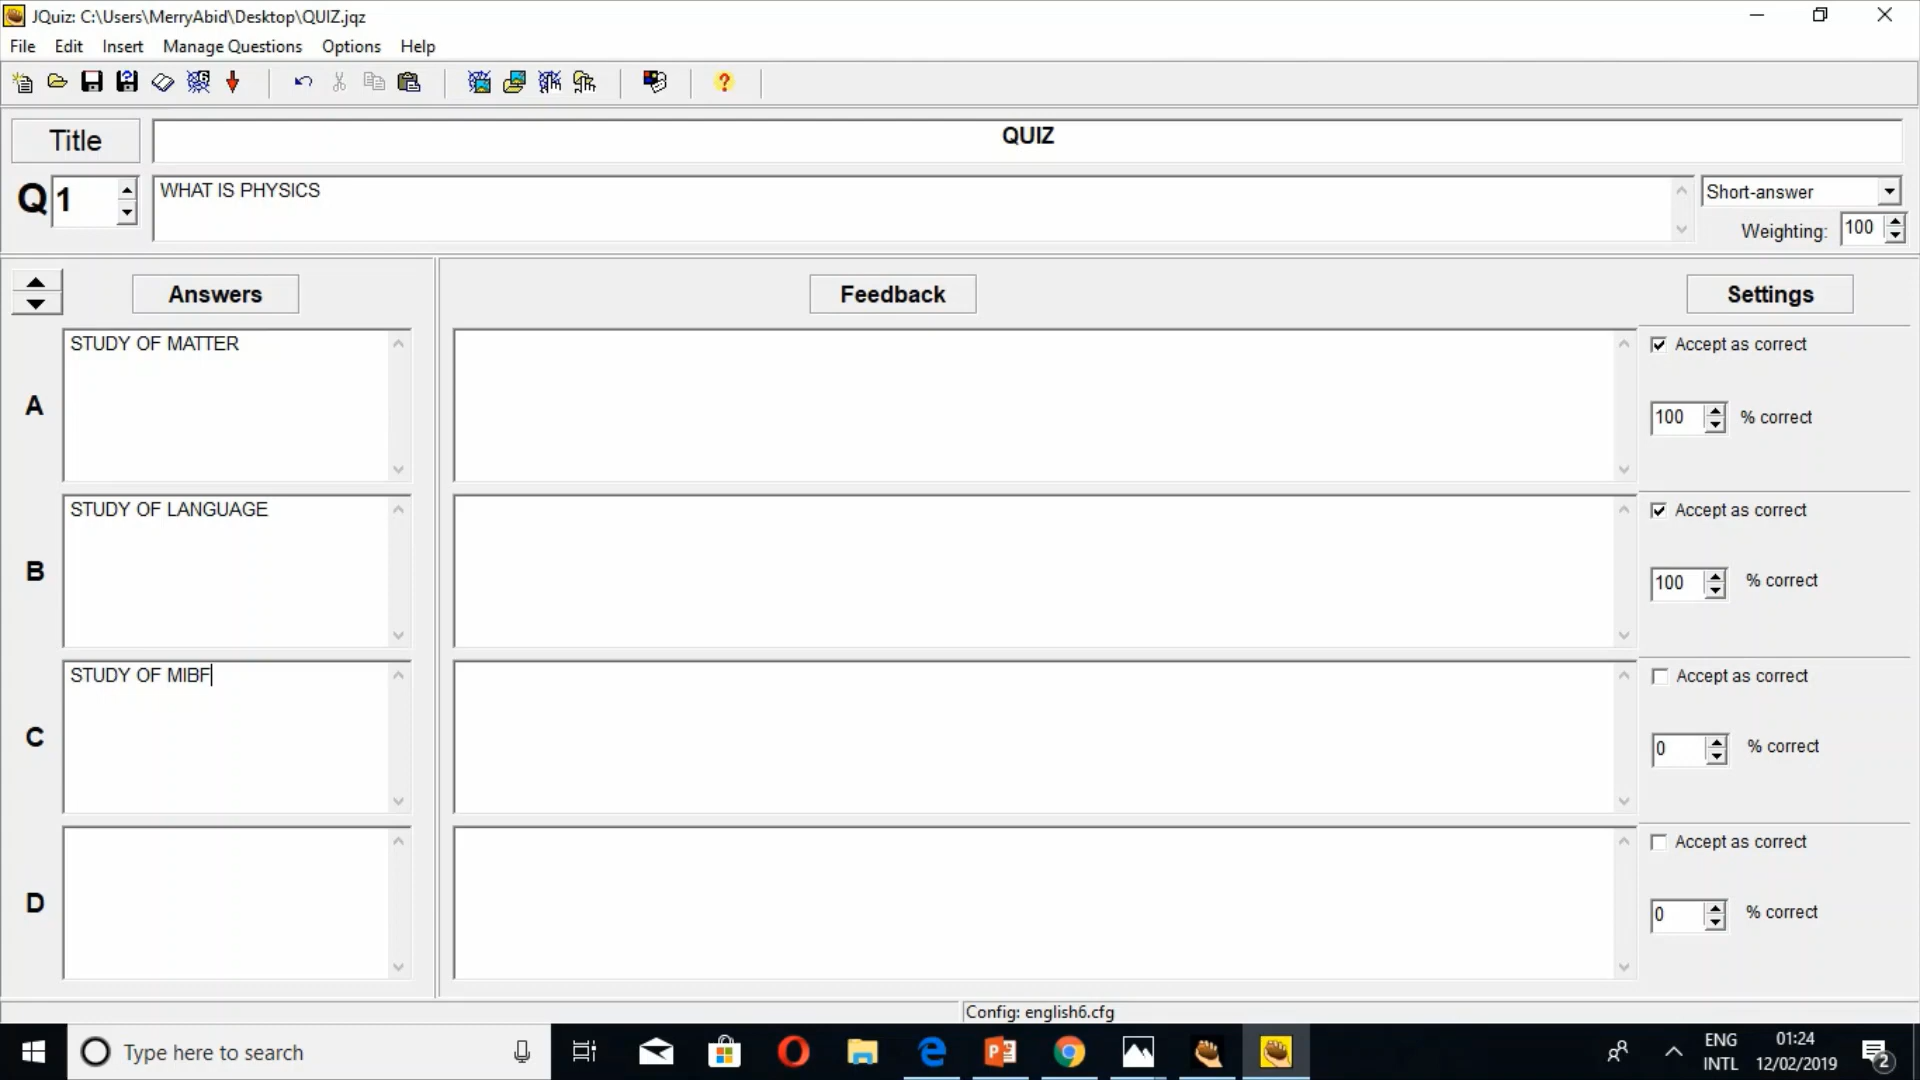 JQuiz: C:\Users\MerryAbid\Desktop\QUIZ.jqz
File Edit Insert Manage Questions Options Help
Title
QUIZ
Q 1
WHAT IS PHYSICS
Short-answer
Weighting: 100
Answers
Feedback
Settings
A
STUDY OF MATTER
Accept as correct
100 % correct
B
STUDY OF LANGUAGE
Accept as correct
100 % correct
C
STUDY OF MIBF
Accept as correct
0 % correct
D
Accept as correct
0 % correct
Config: english6.cfg
Type here to search
ENG
INTL
01:24
12/02/2019
2